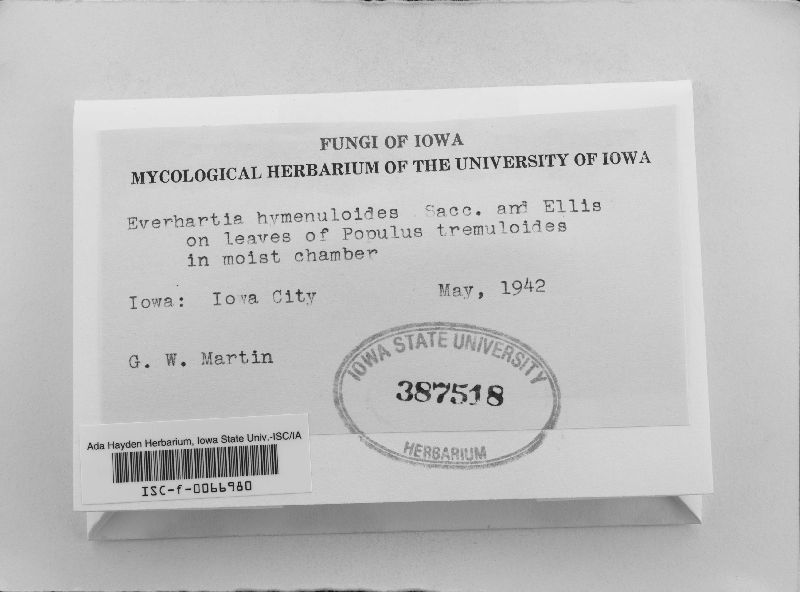 FUNGI OF IOWA
MYCOLOGICAL HERBARIUM OF THE UNIVERSITY OF IOWA
Everhartia hymenuloides Sacc. and Ellis
on leaves of Populus tremuloides
in moist chamber
Iowa: Iowa City May, 1942
G. W. Martin
IOWA STATE UNIVERSITY
387518
HERBARIUM
Ada Hayden Herbarium, Iowa State Univ.-ISC/IA
ISC-f-0066980